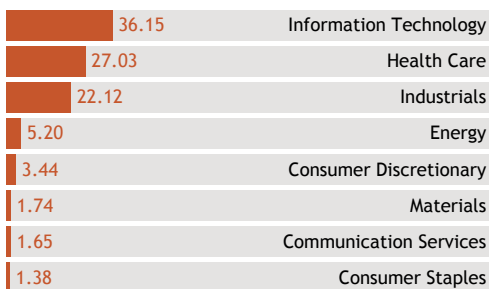 36.15 Information Technology
27.03 Health Care
22.12 Industrials
5.20 Energy
3.44 Consumer Discretionary
1.74 Materials
1.65 Communication Services
1.38 Consumer Staples